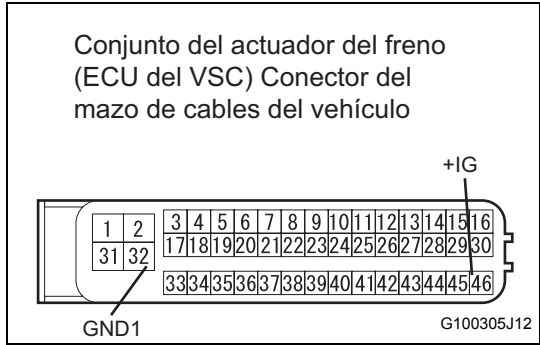 Conjunto del actuador del freno
(ECU del VSC) Conector del
mazo de cables del vehículo
+IG
1 2 3 4 5 6 7 8 9 10 11 12 13 14 15 16
17 18 19 20 21 22 23 24 25 26 27 28 29 30
31 32
33 34 35 36 37 38 39 40 41 42 43 44 45 46
GND1
G100305J12